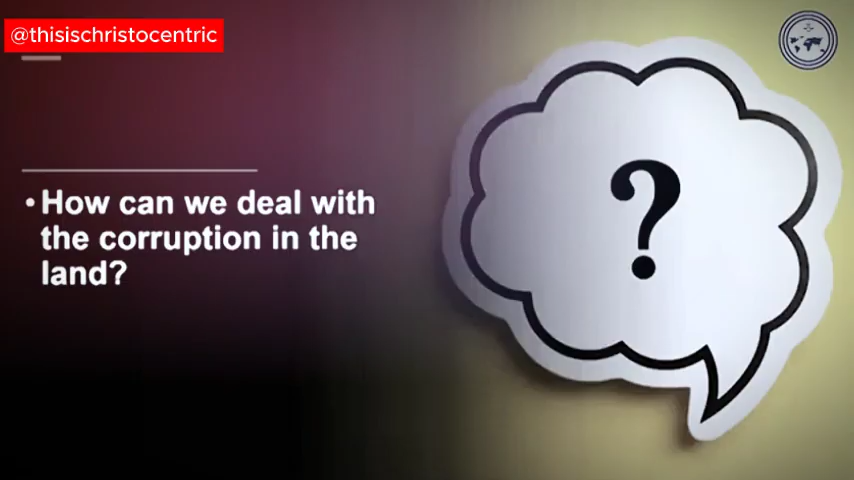 @thisischristocentric
• How can we deal with
the corruption in the
land?
?